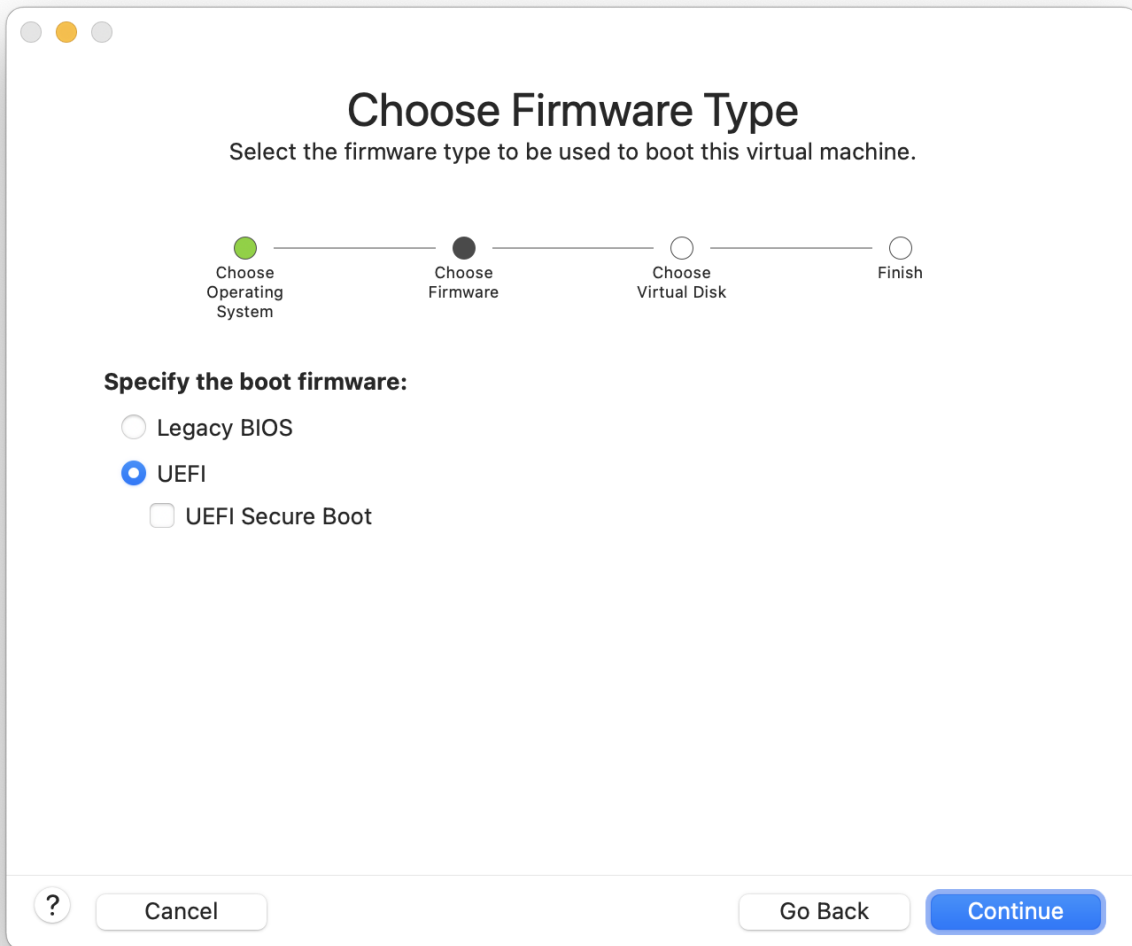 Choose Firmware Type
Select the firmware type to be used to boot this virtual machine.
Choose
Operating
System
Choose
Firmware
Choose
Virtual Disk
Finish
Specify the boot firmware:
Legacy BIOS
UEFI
UEFI Secure Boot
?
Cancel
Go Back
Continue